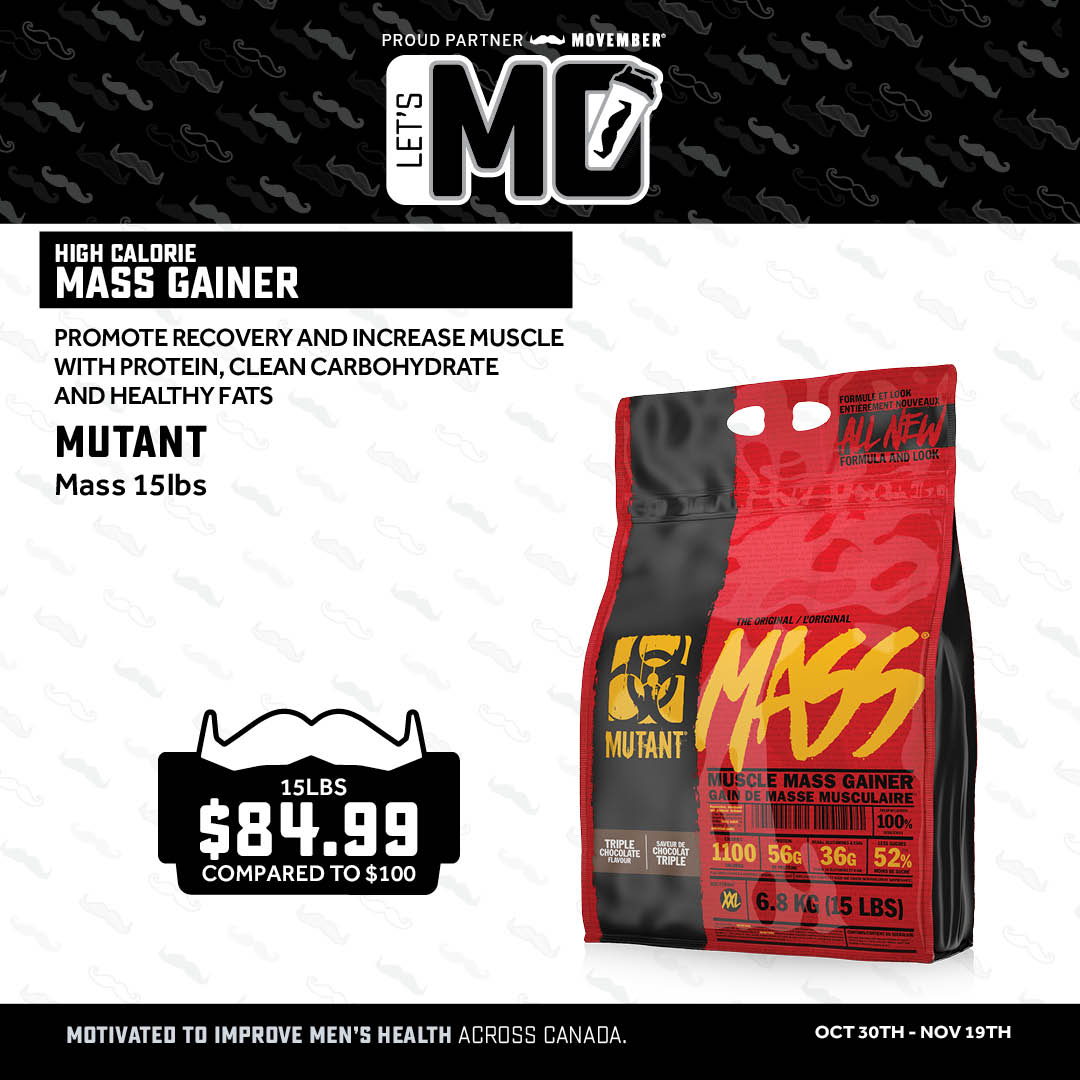 PROUD PARTNER MOVEMBER®
LET'S
MO
HIGH CALORIE
MASS GAINER
PROMOTE RECOVERY AND INCREASE MUSCLE
WITH PROTEIN, CLEAN CARBOHYDRATE
AND HEALTHY FATS
MUTANT
Mass 15lbs
FORMULE ET LOOK
ENTIÈREMENT NOUVEAUX
ALL NEW
FORMULA AND LOOK
THE ORIGINAL / L'ORIGINAL
MASS®
MUTANT®
MUSCLE MASS GAINER
GAIN DE MASSE MUSCULAIRE
100%
TRIPLE
CHOCOLATE
FLAVOUR
SAVEUR DE
CHOCOLAT
TRIPLE
1100 56G 36G 52%
XXL
6.8 KG (15 LBS)
15LBS
$84.99
COMPARED TO $100
MOTIVATED TO IMPROVE MEN'S HEALTH ACROSS CANADA.
OCT 30TH - NOV 19TH